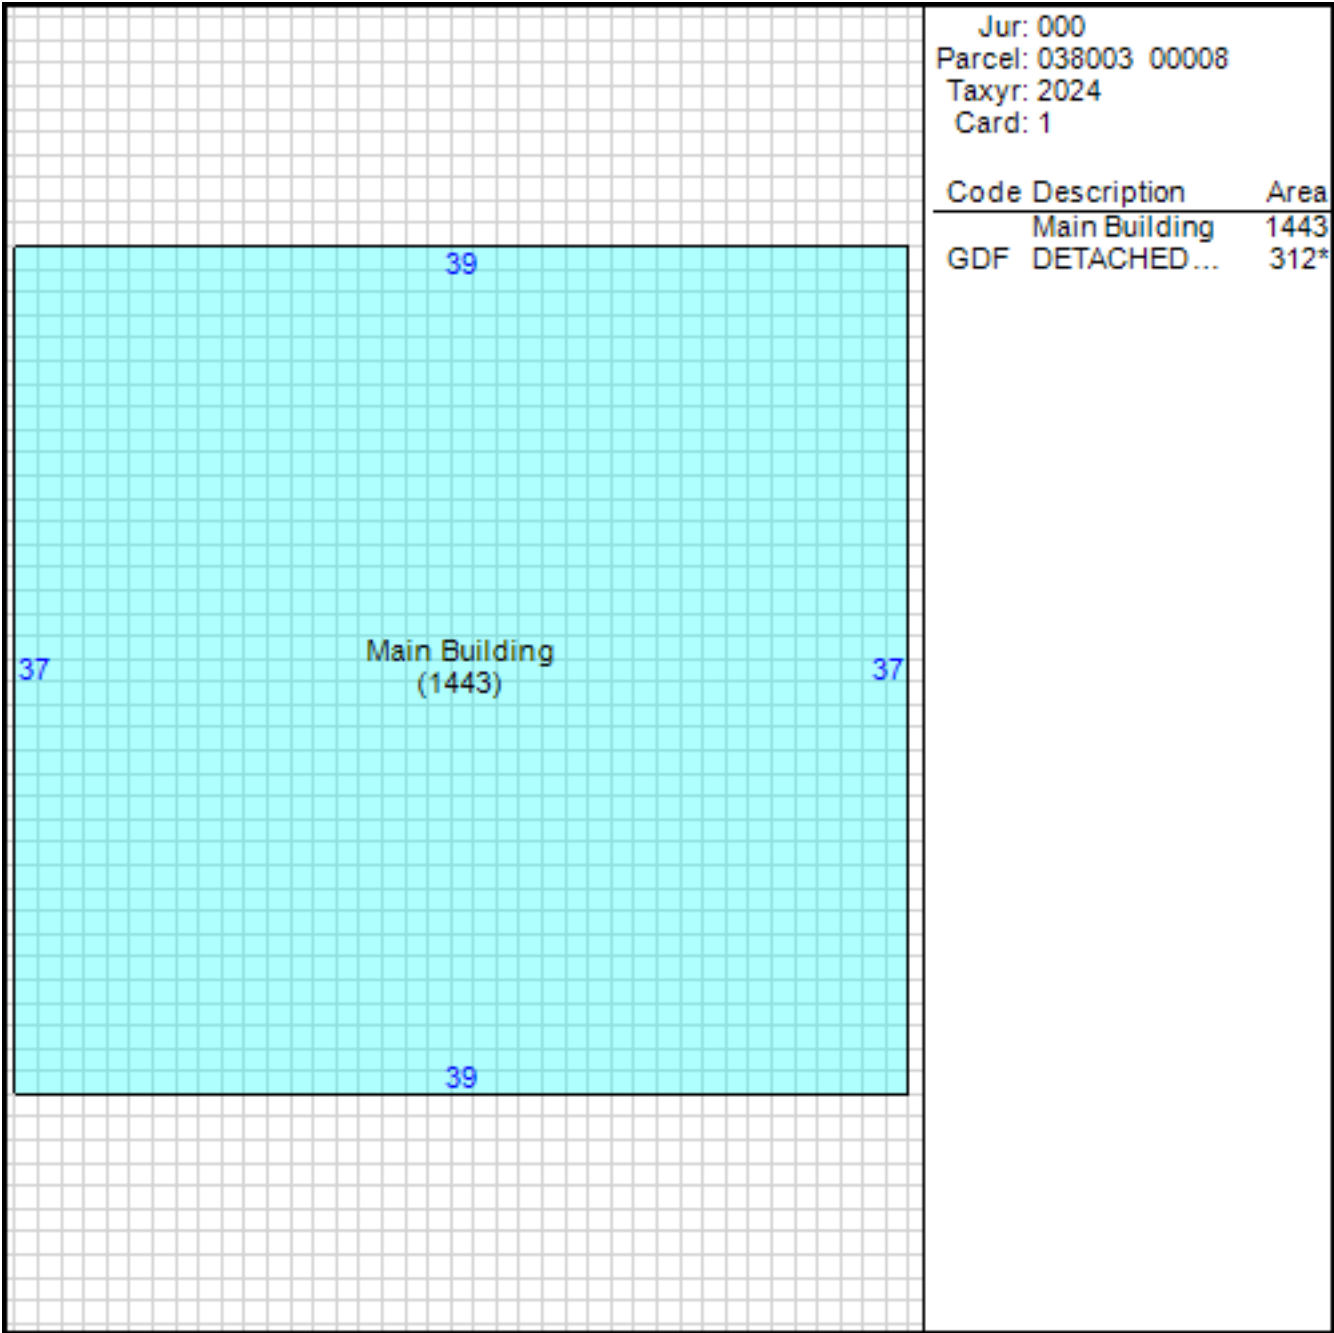 Jur: 000
Parcel: 038003 00008
Taxyr: 2024
Card: 1
Code Description Area
Main Building 1443
GDF DETACHED... 312*
39
37
Main Building
(1443)
37
39